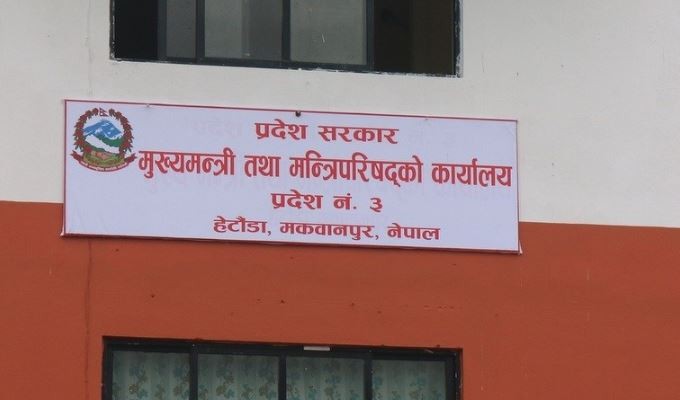 प्रदेश सरकार
मुख्यमन्त्री तथा मन्त्रिपरिषद्को कार्यालय
प्रदेश नं. ३
हेटौंडा, मकवानपुर, नेपाल